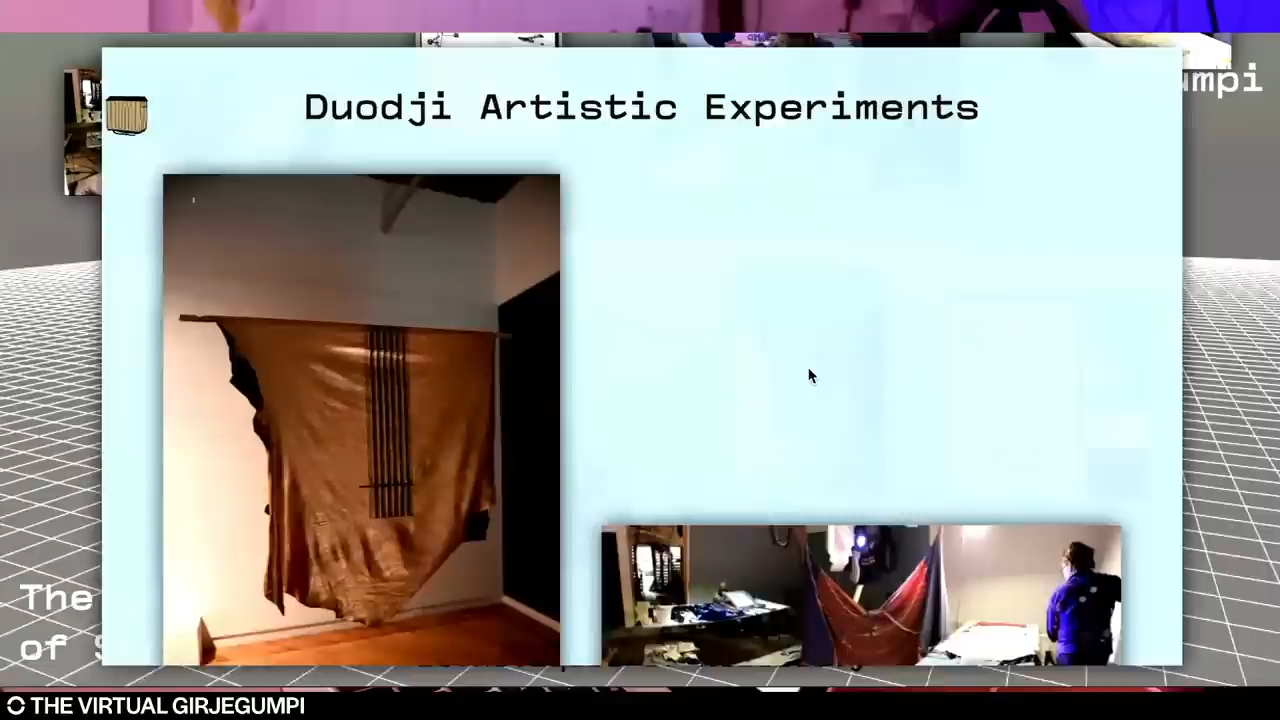 umpi
Duodji Artistic Experiments
The
of S
THE VIRTUAL GIRJEGUMPI